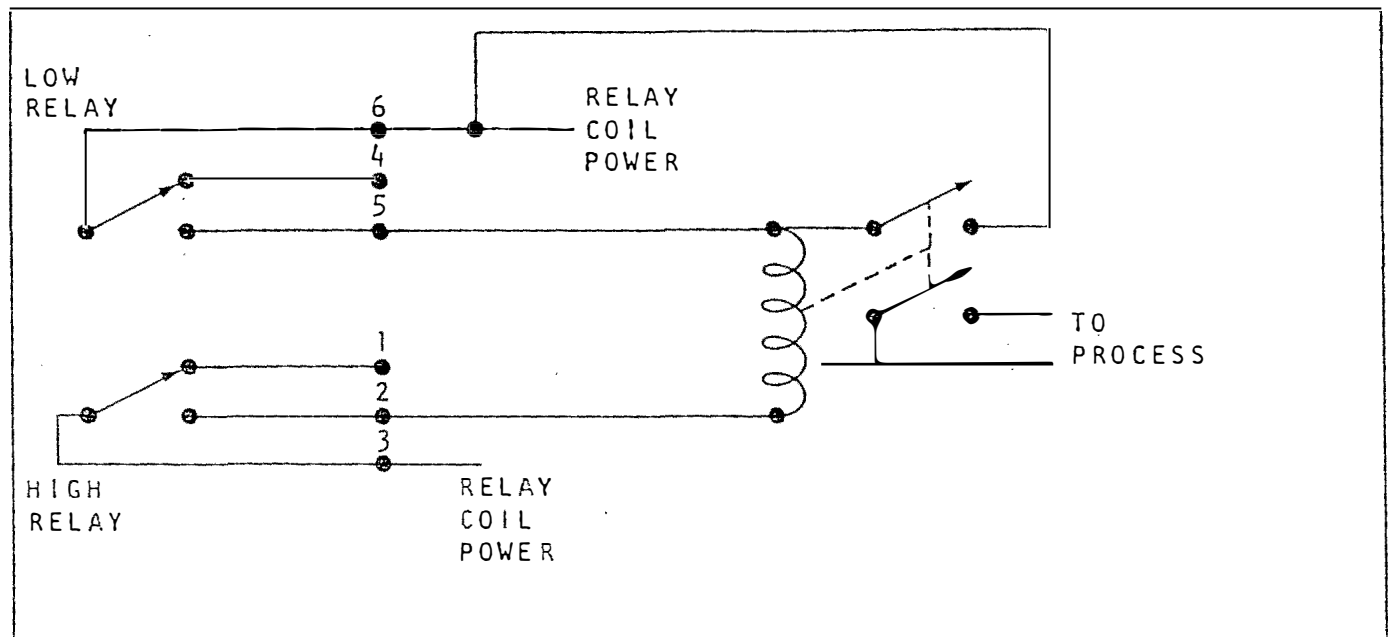 LOW
RELAY
6
RELAY
COIL
POWER
4
5
1
TO
PROCESS
2
3
HIGH
RELAY
RELAY
COIL
POWER